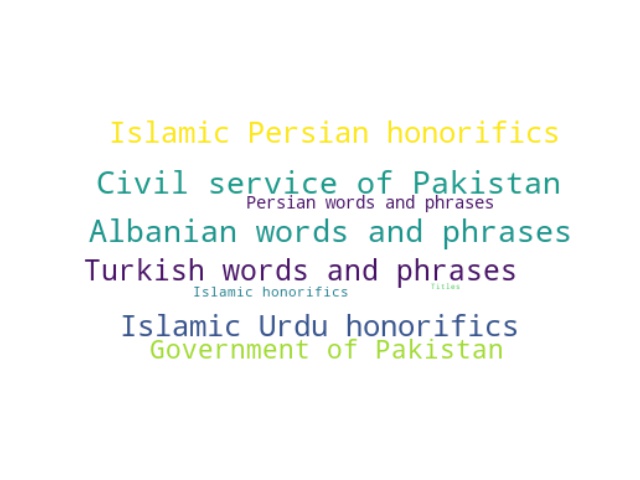 Islamic Persian honorifics
Civil service of Pakistan
Persian words and phrases
Albanian words and phrases
Turkish words and phrases
Titles
Islamic honorifics
Islamic Urdu honorifics
Government of Pakistan